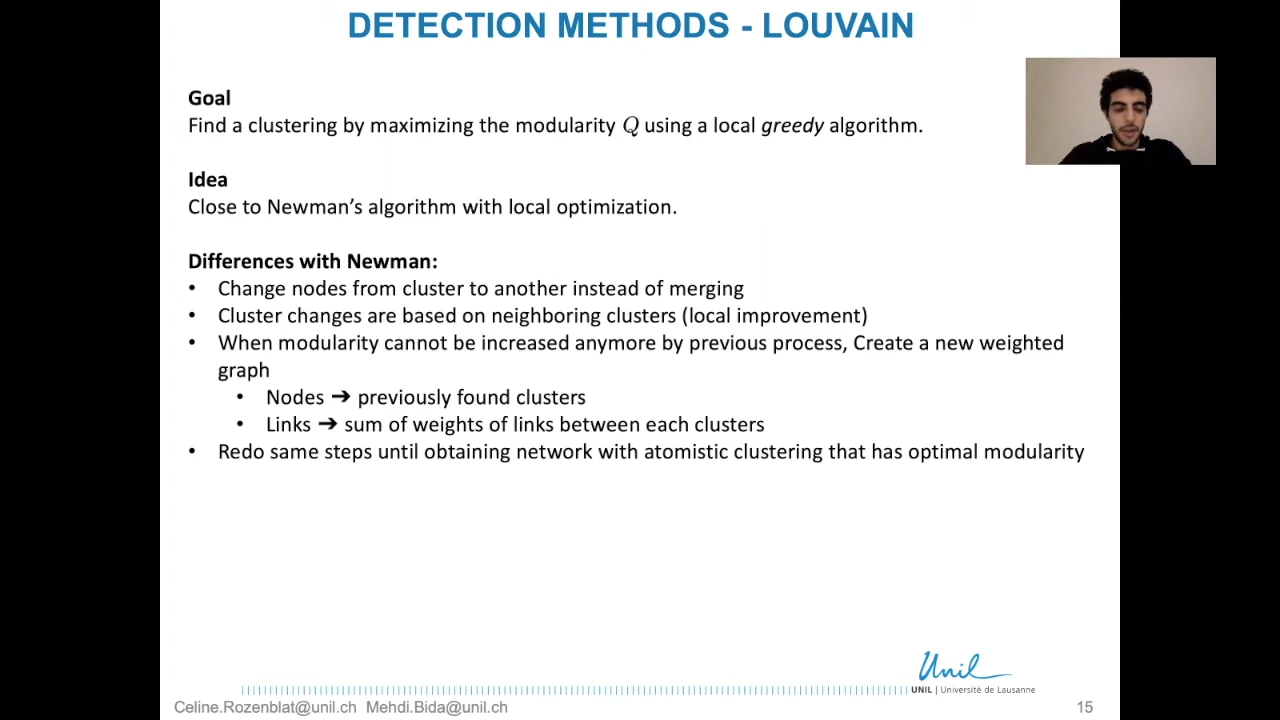 DETECTION METHODS - LOUVAIN
Goal
Find a clustering by maximizing the modularity Q using a local greedy algorithm.
Idea
Close to Newman’s algorithm with local optimization.
Differences with Newman:
• Change nodes from cluster to another instead of merging
• Cluster changes are based on neighboring clusters (local improvement)
• When modularity cannot be increased anymore by previous process, Create a new weighted
graph
• Nodes ➔ previously found clusters
• Links ➔ sum of weights of links between each clusters
• Redo same steps until obtaining network with atomistic clustering that has optimal modularity
Unil
UNIL | Université de Lausanne
Celine.Rozenblat@unil.ch Mehdi.Bida@unil.ch
15